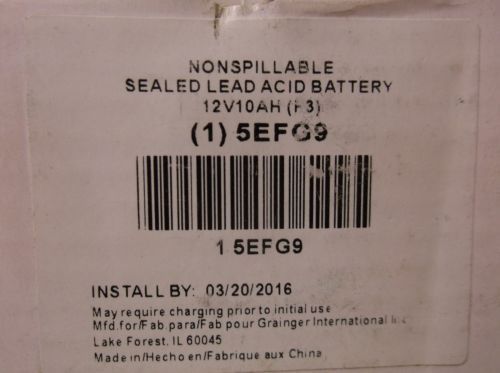 NONSPILLABLE
SEALED LEAD ACID BATTERY
12V10AH (F3)
(1) 5EFG9
1 5EFG9
INSTALL BY: 03/20/2016
May require charging prior to initial use
Mfd.for/Fab.para/Fab pour Grainger International Inc
Lake Forest, IL 60045
Made in/Hecho en/Fabrique aux China